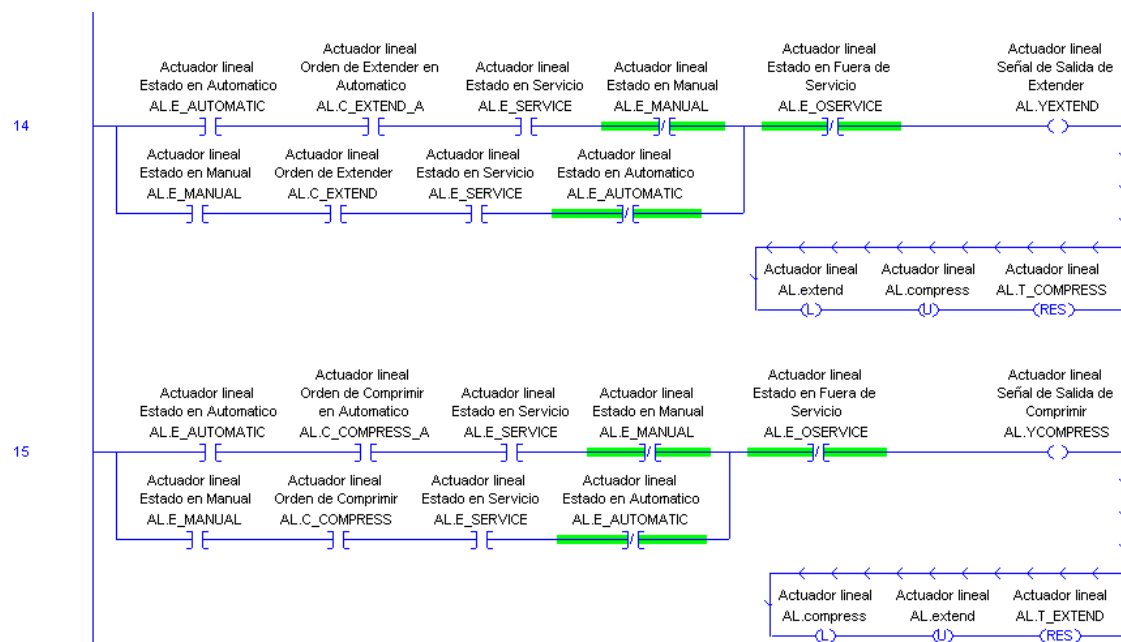 Actuador lineal
Estado en Automatico
AL.E_AUTOMATIC
Actuador lineal
Orden de Extender en
Automatico
AL.C_EXTEND_A
Actuador lineal
Estado en Servicio
AL.E_SERVICE
Actuador lineal
Estado en Manual
AL.E_MANUAL
Actuador lineal
Estado en Fuera de
Servicio
AL.E_OSERVICE
Actuador lineal
Señal de Salida de
Extender
AL.YEXTEND
14
Actuador lineal
Estado en Manual
AL.E_MANUAL
Actuador lineal
Orden de Extender
AL.C_EXTEND
Actuador lineal
Estado en Servicio
AL.E_SERVICE
Actuador lineal
Estado en Automatico
AL.E_AUTOMATIC
Actuador lineal
AL.extend
L
Actuador lineal
AL.compress
U
Actuador lineal
AL.T_COMPRESS
RES
Actuador lineal
Estado en Automatico
AL.E_AUTOMATIC
Actuador lineal
Orden de Comprimir
en Automatico
AL.C_COMPRESS_A
Actuador lineal
Estado en Servicio
AL.E_SERVICE
Actuador lineal
Estado en Manual
AL.E_MANUAL
Actuador lineal
Estado en Fuera de
Servicio
AL.E_OSERVICE
Actuador lineal
Señal de Salida de
Comprimir
AL.YCOMPRESS
15
Actuador lineal
Estado en Manual
AL.E_MANUAL
Actuador lineal
Orden de Comprimir
AL.C_COMPRESS
Actuador lineal
Estado en Servicio
AL.E_SERVICE
Actuador lineal
Estado en Automatico
AL.E_AUTOMATIC
Actuador lineal
AL.compress
L
Actuador lineal
AL.extend
U
Actuador lineal
AL.T_EXTEND
RES